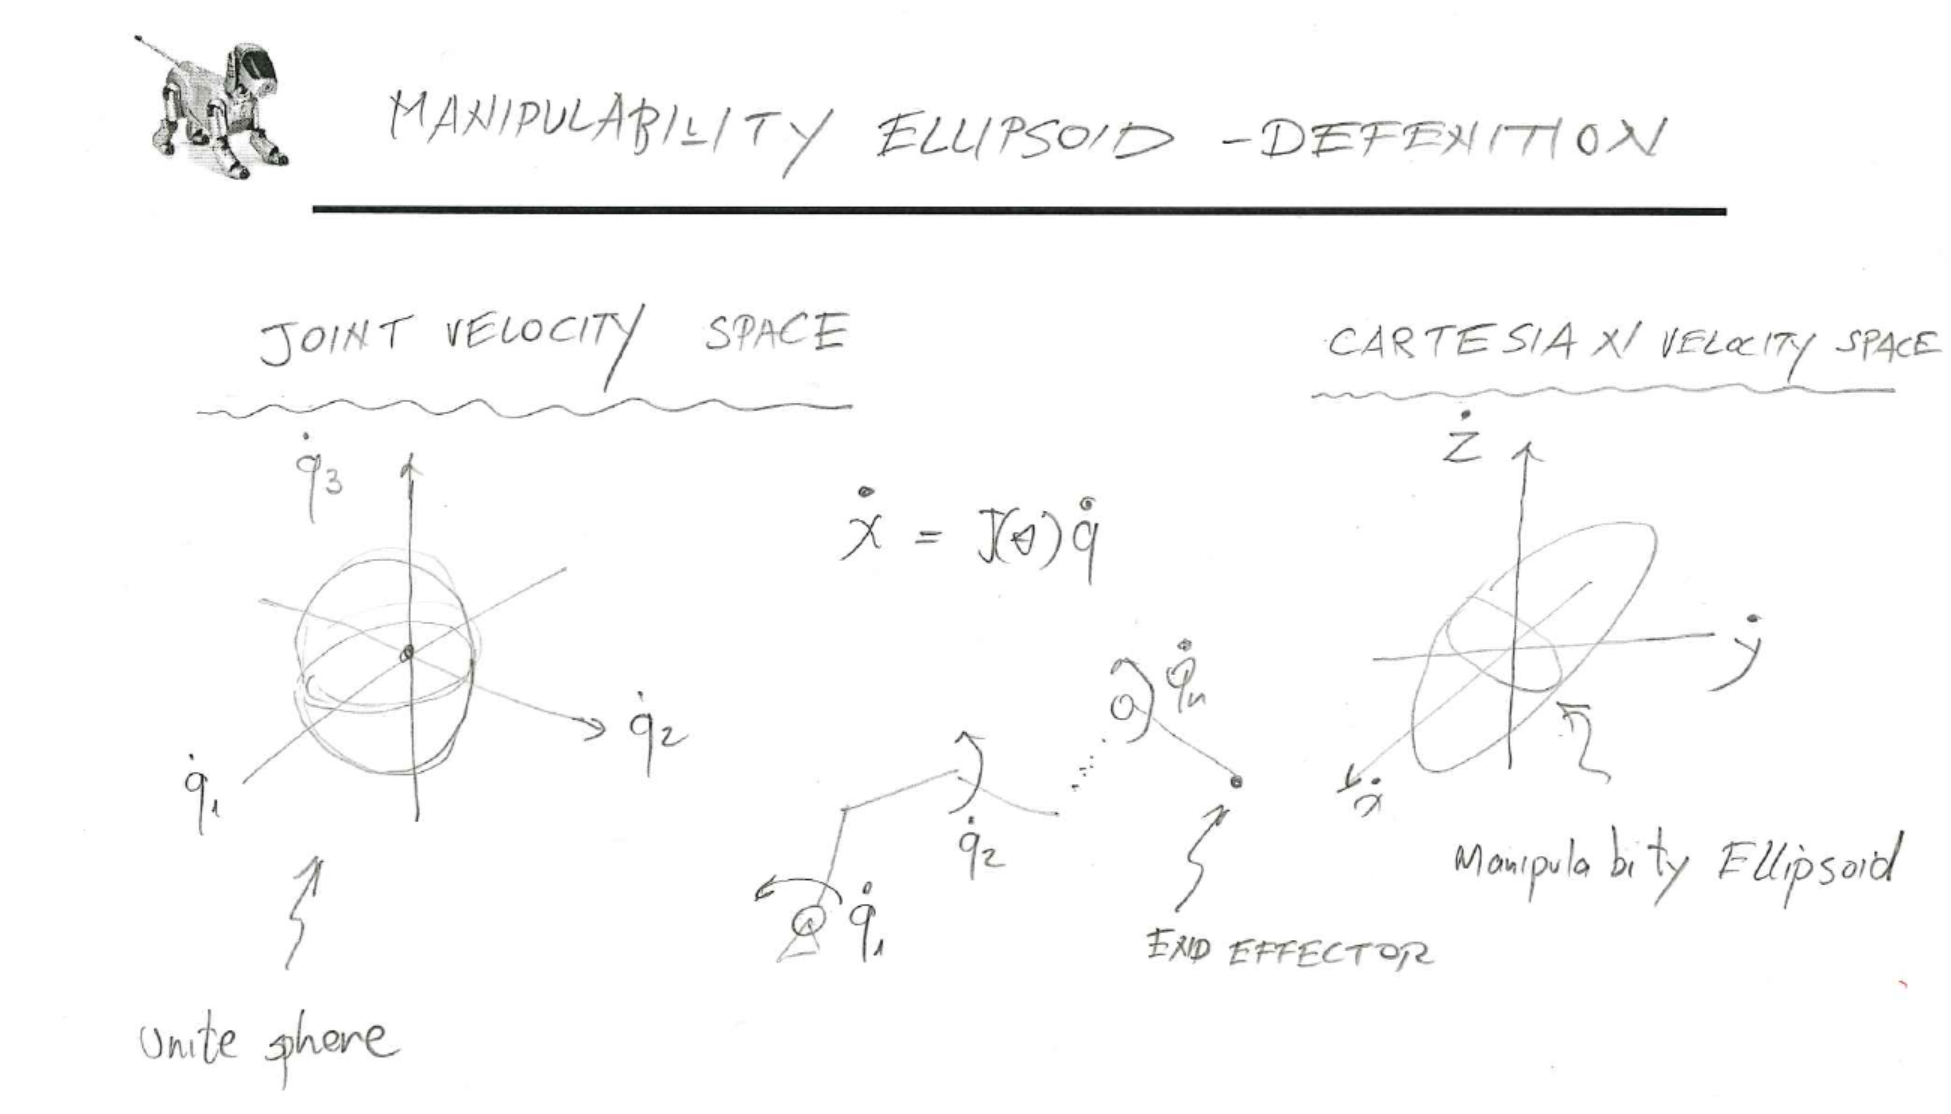 MANIPULABILITY ELLIPSOID - DEFENITION
JOINT VELOCITY SPACE
CARTESIAN VELOCITY SPACE
q̇3
ẋ = J(θ)q̇
ż
q̇2
q̇1
q̇n
ẏ
ẋ
q̇2
q̇1
Manipulabity Ellipsoid
END EFFECTOR
Unite sphere